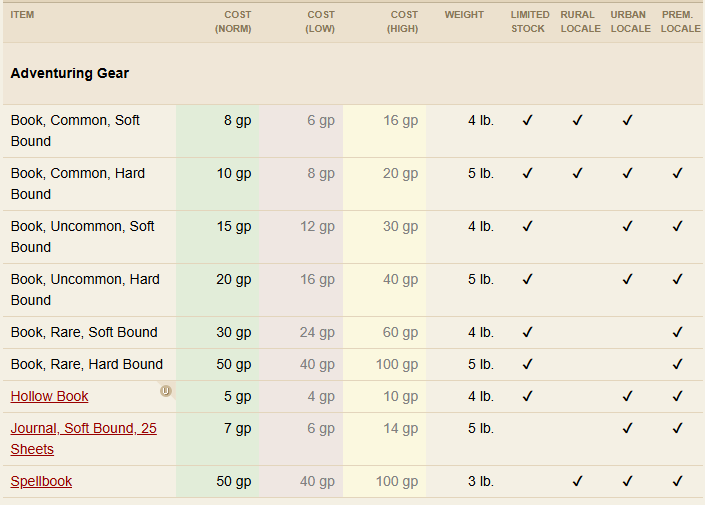 ITEM COST COST COST WEIGHT LIMITED RURAL URBAN PREM.
(NORM) (LOW) (HIGH) STOCK LOCALE LOCALE LOCALE
Adventuring Gear
Book, Common, Soft 8 gp 6 gp 16 gp 4 lb. ✓ ✓ ✓
Bound
Book, Common, Hard 10 gp 8 gp 20 gp 5 lb. ✓ ✓ ✓ ✓
Bound
Book, Uncommon, Soft 15 gp 12 gp 30 gp 4 lb. ✓ ✓ ✓
Bound
Book, Uncommon, Hard 20 gp 16 gp 40 gp 5 lb. ✓ ✓ ✓
Bound
Book, Rare, Soft Bound 30 gp 24 gp 60 gp 4 lb. ✓ ✓
Book, Rare, Hard Bound 50 gp 40 gp 100 gp 5 lb. ✓ ✓
Hollow Book U 5 gp 4 gp 10 gp 4 lb. ✓ ✓ ✓
Journal, Soft Bound, 25 7 gp 6 gp 14 gp 5 lb. ✓ ✓
Sheets
Spellbook 50 gp 40 gp 100 gp 3 lb. ✓ ✓ ✓